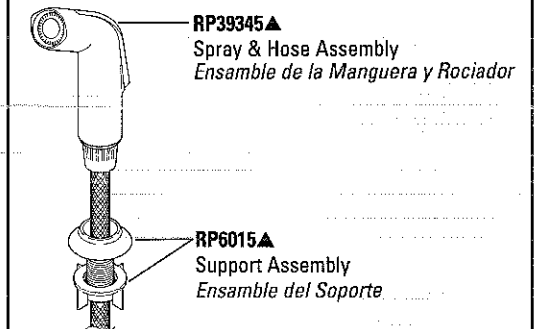 RP39345▲
Spray & Hose Assembly
Ensamble de la Manguera y Rociador
RP6015▲
Support Assembly
Ensamble del Soporte